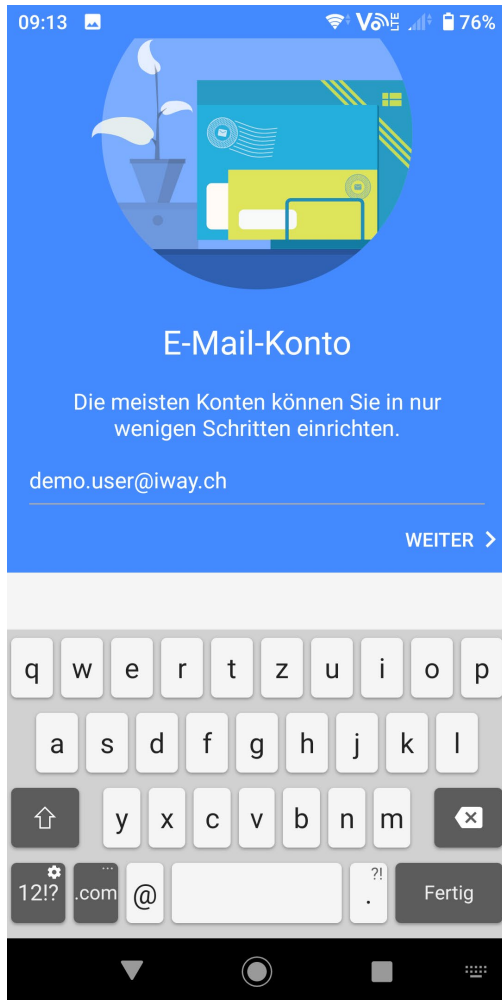 09:13 VoLTE 76%
E-Mail-Konto
Die meisten Konten können Sie in nur
wenigen Schritten einrichten.
demo.user@iway.ch
WEITER
q w e r t z u i o p
a s d f g h j k l
y x c v b n m
12!? .com @ ?! . Fertig